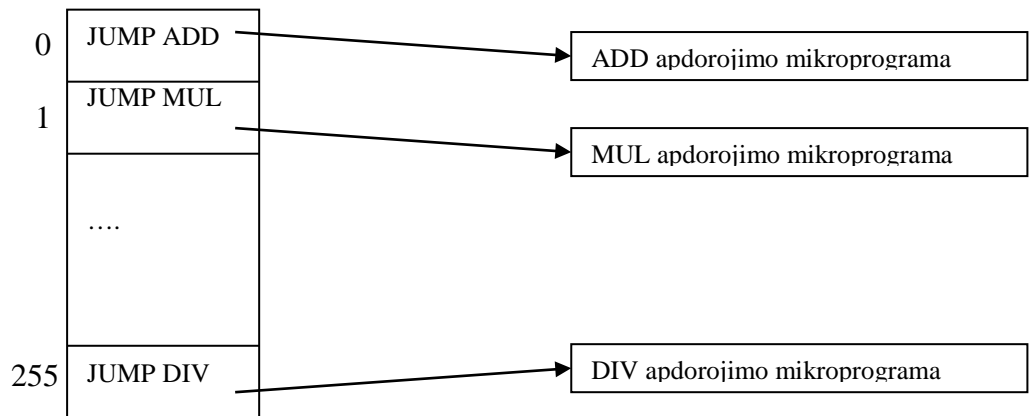 0 JUMP ADD
ADD apdorojimo mikroprograma
1 JUMP MUL
MUL apdorojimo mikroprograma
….
255 JUMP DIV
DIV apdorojimo mikroprograma